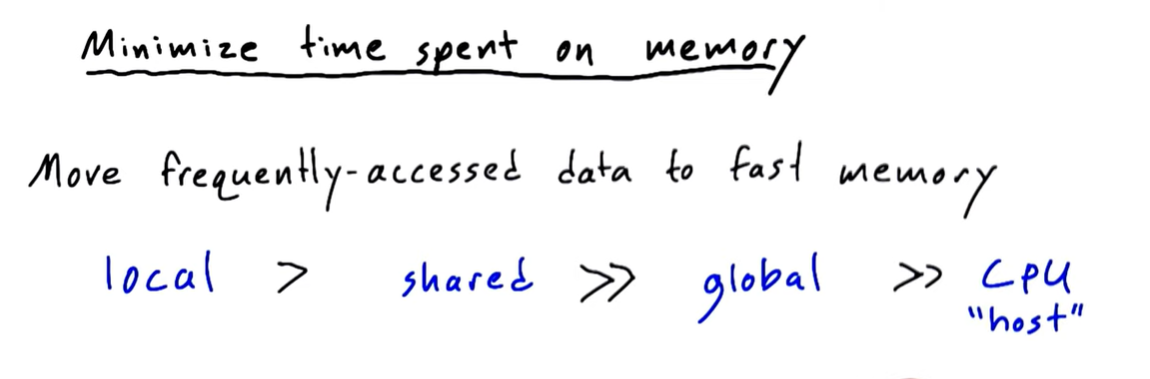 Minimize time spent on memory
Move frequently-accessed data to fast memory
local > shared >> global >> CPU
"host"